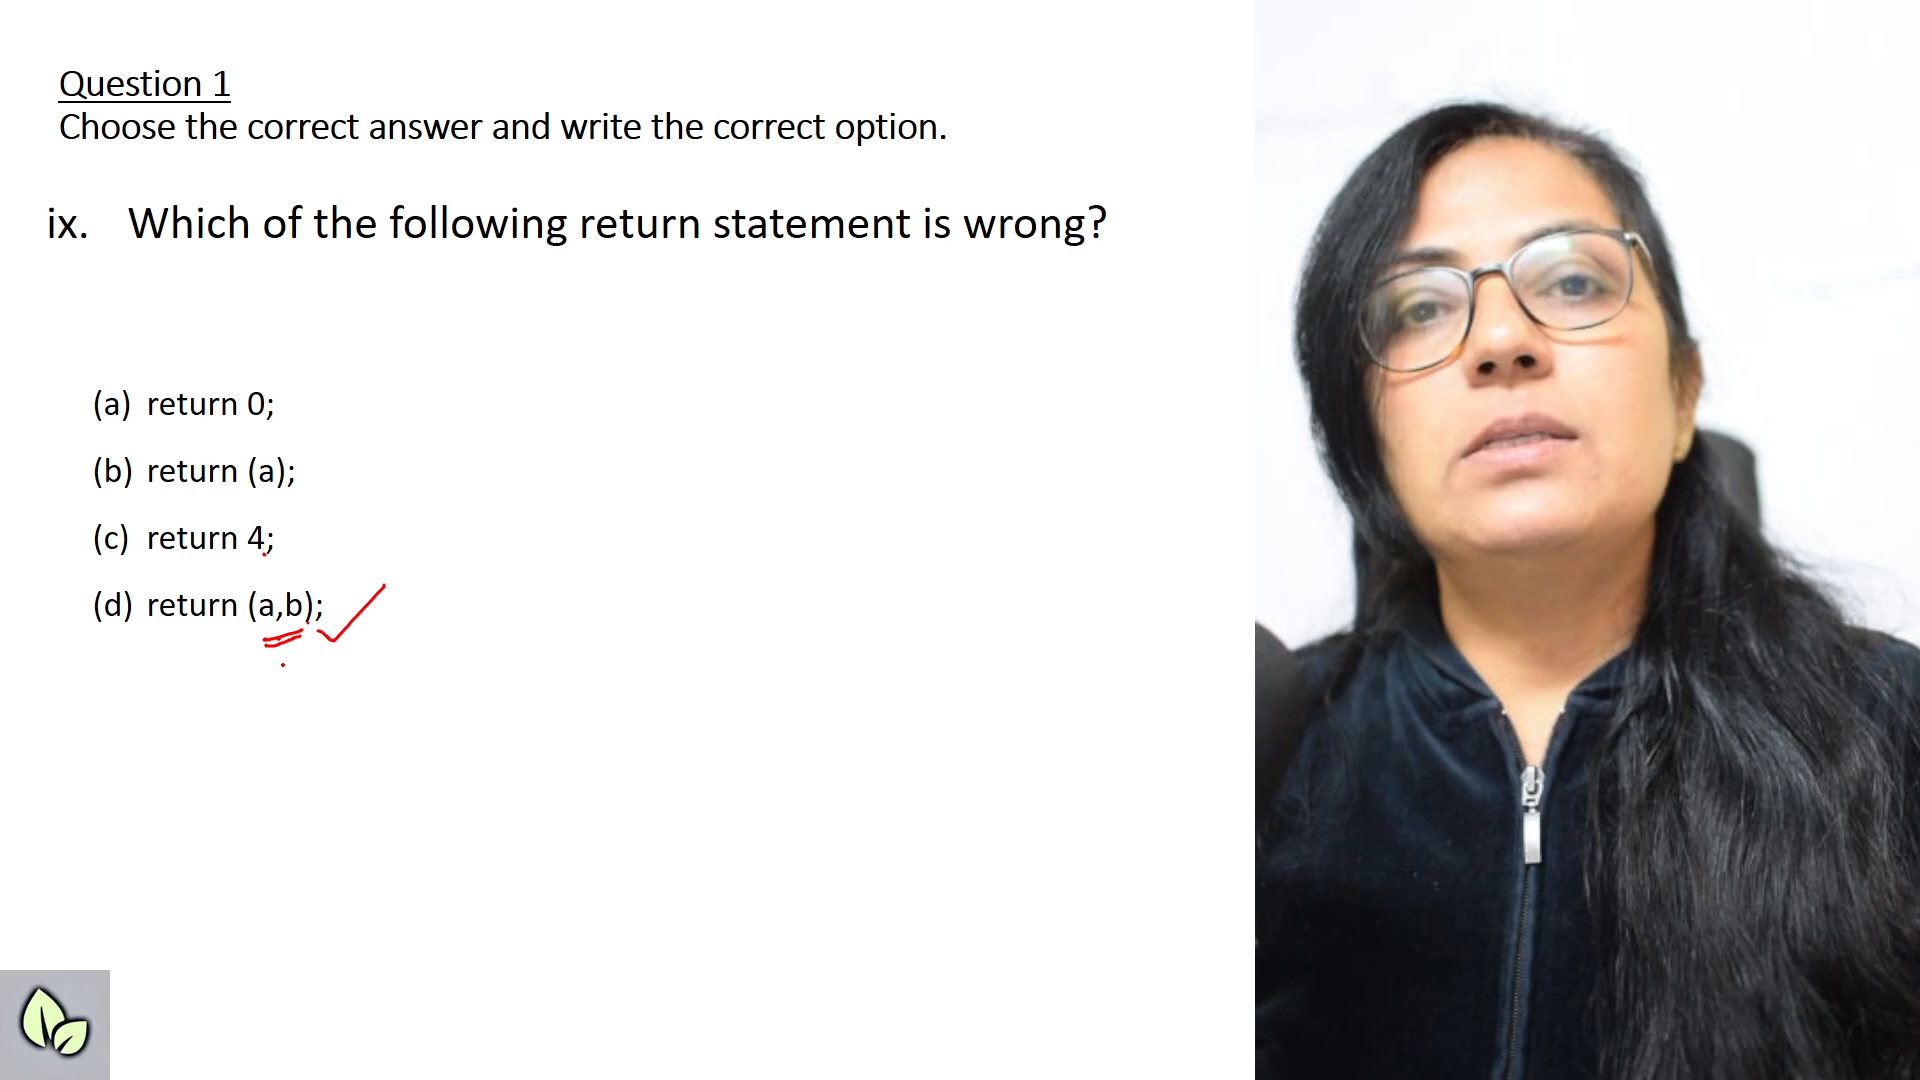 Question 1
Choose the correct answer and write the correct option.
ix. Which of the following return statement is wrong?
(a) return 0;
(b) return (a);
(c) return 4;
(d) return (a,b);